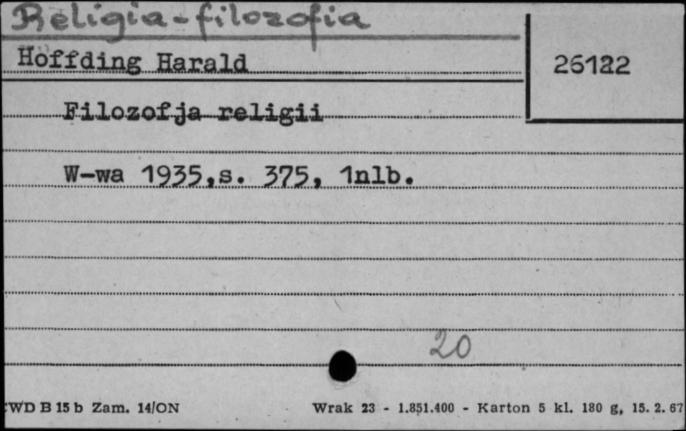 Religia-filozofia
Höffding Harald
26122
Filozofja religii
W-wa 1935,s. 375, 1nlb.
20
WD B 15 b Zam. 14/ON
Wrak 23 - 1.851.400 - Karton 5 kl. 180 g, 15. 2. 67